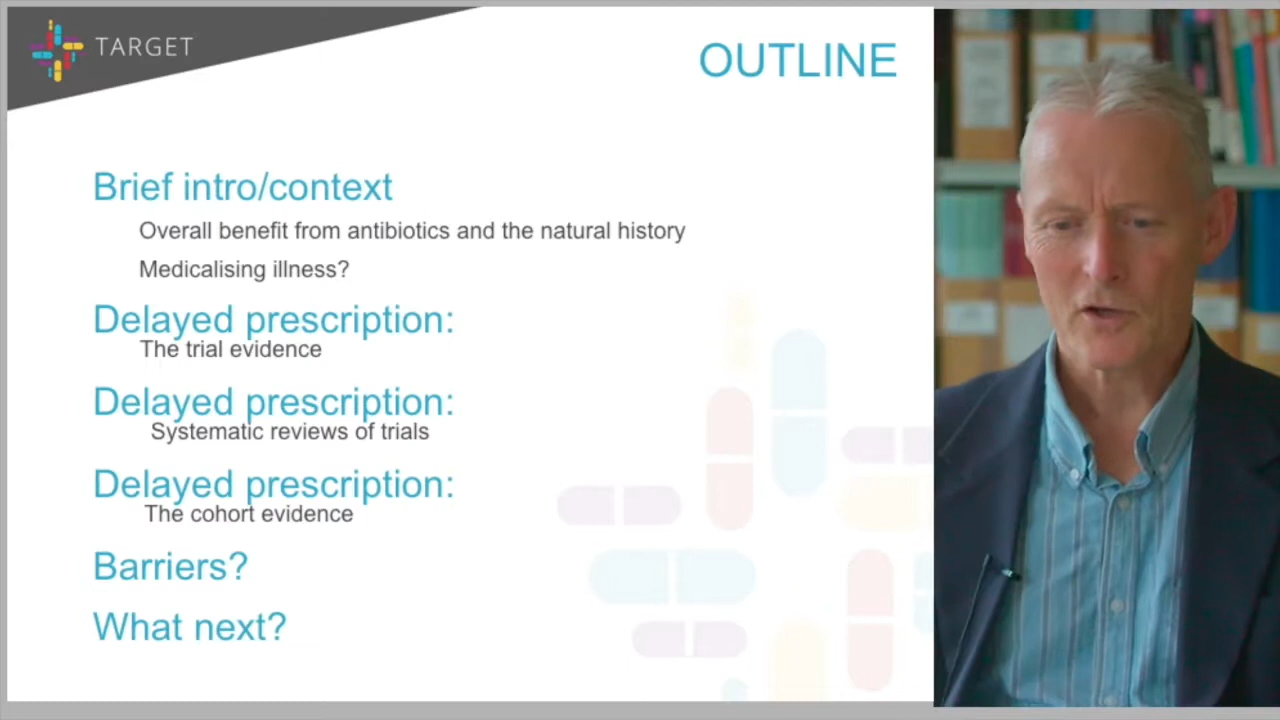 TARGET
OUTLINE
Brief intro/context
Overall benefit from antibiotics and the natural history
Medicalising illness?
Delayed prescription:
The trial evidence
Delayed prescription:
Systematic reviews of trials
Delayed prescription:
The cohort evidence
Barriers?
What next?